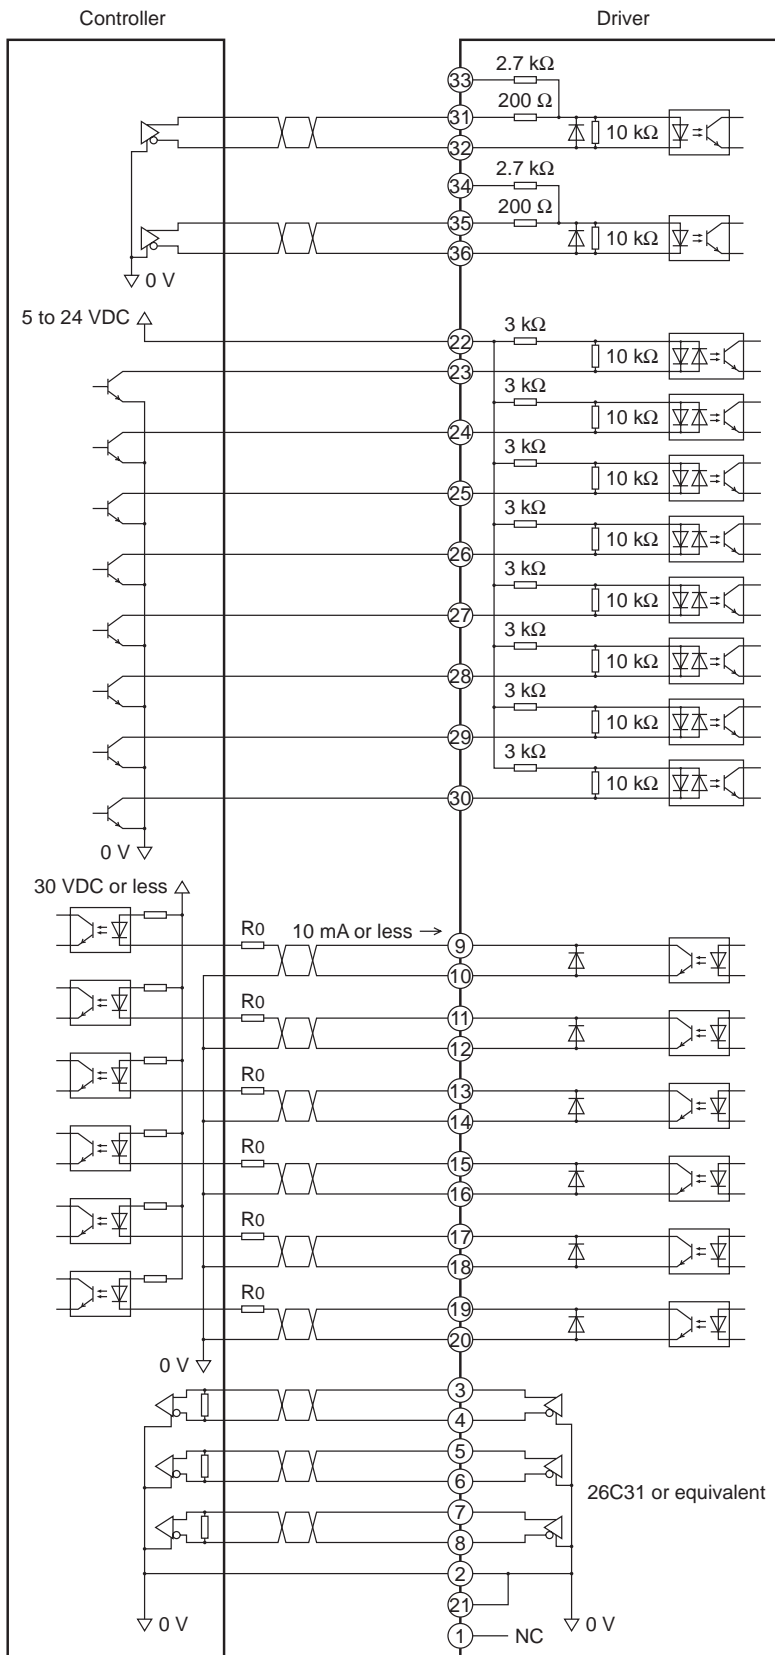 Controller
Driver
33
2.7 kΩ
31
200 Ω
10 kΩ
32
34
2.7 kΩ
35
200 Ω
10 kΩ
36
0 V
5 to 24 VDC
22
3 kΩ
10 kΩ
23
3 kΩ
10 kΩ
24
3 kΩ
10 kΩ
25
3 kΩ
10 kΩ
26
3 kΩ
10 kΩ
27
3 kΩ
10 kΩ
28
3 kΩ
10 kΩ
29
3 kΩ
10 kΩ
30
0 V
30 VDC or less
R0
10 mA or less
9
10
R0
11
12
R0
13
14
R0
15
16
R0
17
18
R0
19
20
0 V
3
4
5
6
26C31 or equivalent
7
8
2
21
0 V
0 V
1
NC